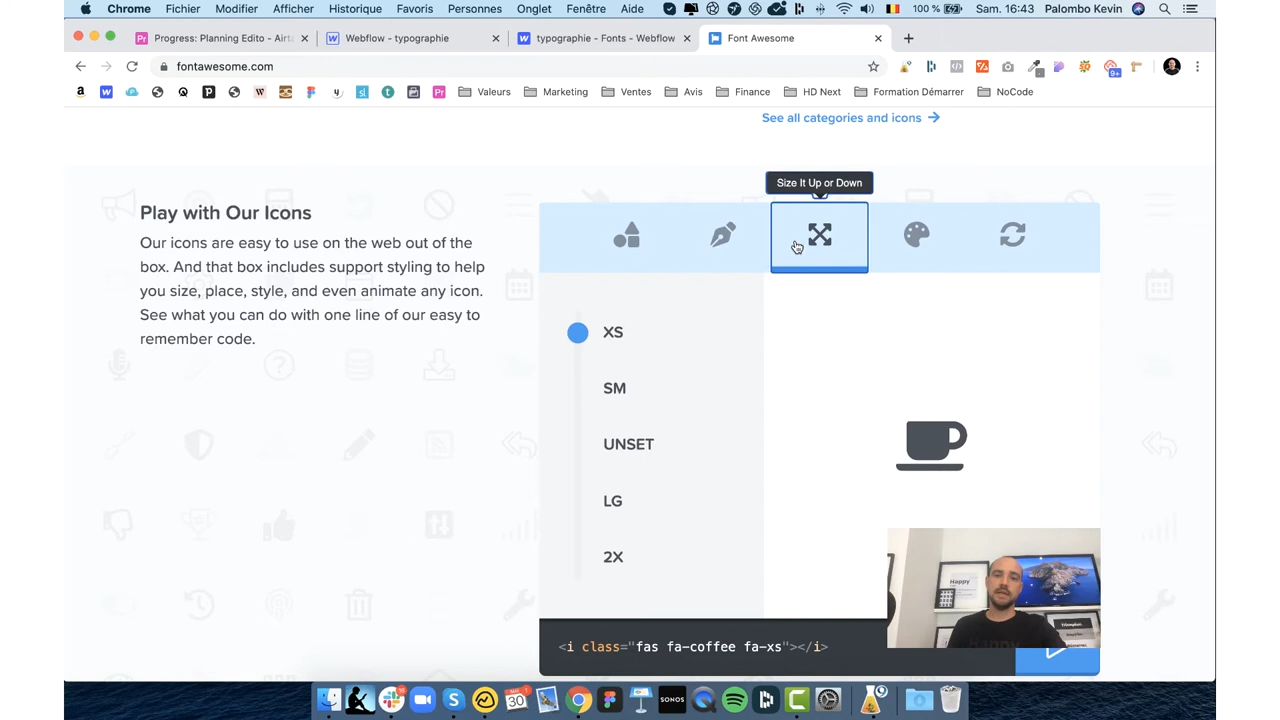 Chrome Fichier Modifier Afficher Historique Favoris Personnes Onglet Fenêtre Aide 100 % Sam. 16:43 Palombo Kevin
Progress: Planning Edito - Airta Webflow - typographie typographie - Fonts - Webflow Font Awesome
fontawesome.com
9+
Valeurs Marketing Ventes Avis Finance HD Next Formation Démarrer NoCode
See all categories and icons
Size It Up or Down
Play with Our Icons
Our icons are easy to use on the web out of the
box. And that box includes support styling to help
you size, place, style, and even animate any icon.
See what you can do with one line of our easy to
remember code.
XS
SM
UNSET
LG
2X
<i class="fas fa-coffee fa-xs"></i>
Happy
30
SONOS